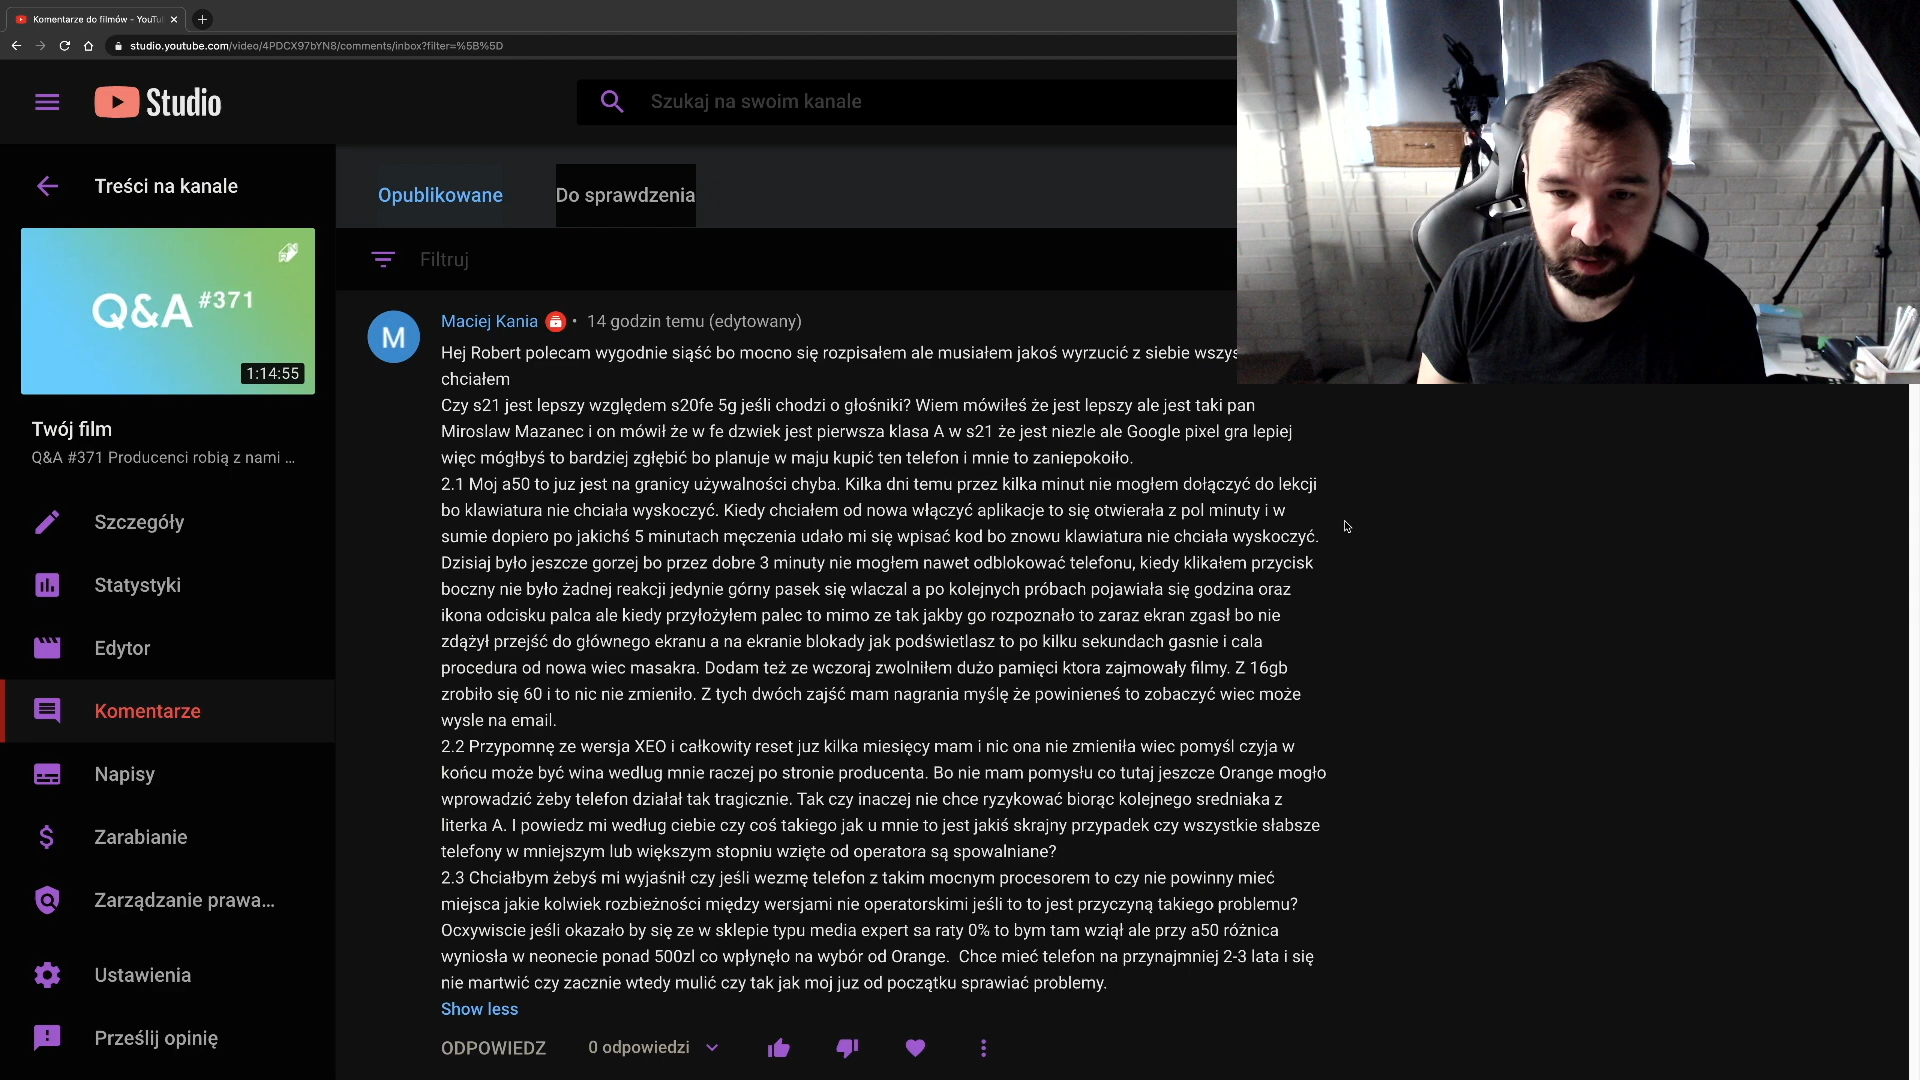 Komentarze do filmów - YouTu
studio.youtube.com/video/4PDCX97bYN8/comments/inbox?filter=%5B%5D
Studio
Szukaj na swoim kanale
Treści na kanale
Opublikowane
Do sprawdzenia
Q&A #371
1:14:55
Filtruj
Twój film
Q&A #371 Producenci robią z nami ...
Szczegóły
Statystyki
Edytor
Komentarze
Napisy
Zarabianie
Zarządzanie prawa...
Ustawienia
Prześlij opinię
M
Maciej Kania • 14 godzin temu (edytowany)
Hej Robert polecam wygodnie siąść bo mocno się rozpisałem ale musiałem jakoś wyrzucić z siebie
chciałem
Czy s21 jest lepszy względem s20fe 5g jeśli chodzi o głośniki? Wiem mówiłeś że jest lepszy ale jest taki pan
Miroslaw Mazanec i on mówił że w fe dzwiek jest pierwsza klasa A w s21 że jest niezle ale Google pixel gra lepiej
więc mógłbyś to bardziej zgłębić bo planuje w maju kupić ten telefon i mnie to zaniepokoiło.
2.1 Moj a50 to juz jest na granicy używalności chyba. Kilka dni temu przez kilka minut nie mogłem dołączyć do lekcji
bo klawiatura nie chciała wyskoczyć. Kiedy chciałem od nowa włączyć aplikacje to się otwierała z pol minuty i w
sumie dopiero po jakichś 5 minutach męczenia udało mi się wpisać kod bo znowu klawiatura nie chciała wyskoczyć.
Dzisiaj było jeszcze gorzej bo przez dobre 3 minuty nie mogłem nawet odblokować telefonu, kiedy klikałem przycisk
boczny nie było żadnej reakcji jedynie górny pasek się wlaczal a po kolejnych próbach pojawiała się godzina oraz
ikona odcisku palca ale kiedy przyłożyłem palec to mimo ze tak jakby go rozpoznało to zaraz ekran zgasł bo nie
zdążył przejść do głównego ekranu a na ekranie blokady jak podświetlasz to po kilku sekundach gasnie i cala
procedura od nowa wiec masakra. Dodam też ze wczoraj zwolniłem dużo pamięci ktora zajmowały filmy. Z 16gb
zrobiło się 60 i to nic nie zmieniło. Z tych dwóch zajść mam nagrania myślę że powinieneś to zobaczyć wiec może
wysle na email.
2.2 Przypomnę ze wersja XEO i całkowity reset juz kilka miesięcy mam i nic ona nie zmieniła wiec pomyśl czyja w
końcu może być wina wedlug mnie raczej po stronie producenta. Bo nie mam pomysłu co tutaj jeszcze Orange mogło
wprowadzić żeby telefon działał tak tragicznie. Tak czy inaczej nie chce ryzykować biorąc kolejnego sredniaka z
literka A. I powiedz mi według ciebie czy coś takiego jak u mnie to jest jakiś skrajny przypadek czy wszystkie słabsze
telefony w mniejszym lub większym stopniu wzięte od operatora są spowalniane?
2.3 Chciałbym żebyś mi wyjaśnił czy jeśli wezmę telefon z takim mocnym procesorem to czy nie powinny mieć
miejsca jakie kolwiek rozbieżności między wersjami nie operatorskimi jeśli to to jest przyczyną takiego problemu?
Ocxywiscie jeśli okazało by się ze w sklepie typu media expert sa raty 0% to bym tam wziął ale przy a50 różnica
wyniosła w neonecie ponad 500zl co wpłynęło na wybór od Orange.  Chce mieć telefon na przynajmniej 2-3 lata i się
nie martwić czy zacznie wtedy mulić czy tak jak moj juz od początku sprawiać problemy.
Show less
ODPOWIEDZ
0 odpowiedzi